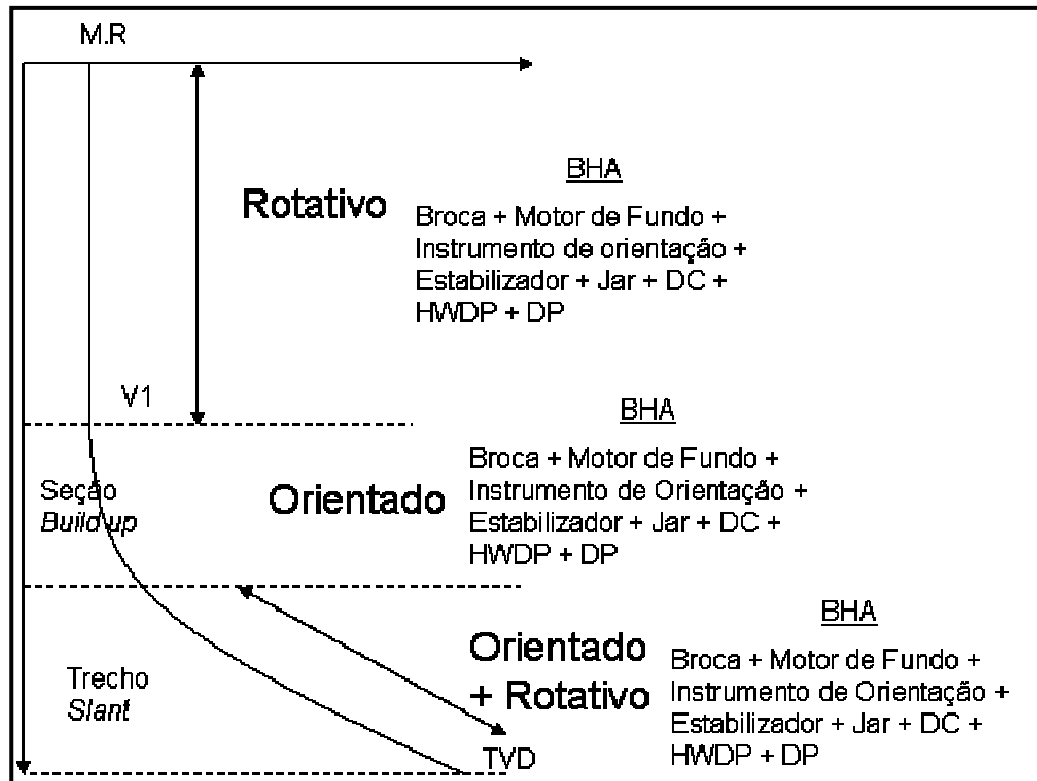 M.R
BHA
Rotativo
Broca + Motor de Fundo +
Instrumento de orientação +
Estabilizador + Jar + DC +
HWDP + DP
V1
BHA
Seção
Build up
Orientado
Broca + Motor de Fundo +
Instrumento de Orientação +
Estabilizador + Jar + DC +
HWDP + DP
BHA
Trecho
Slant
Orientado
+ Rotativo
Broca + Motor de Fundo +
Instrumento de Orientação +
Estabilizador + Jar + DC +
HWDP + DP
TVD